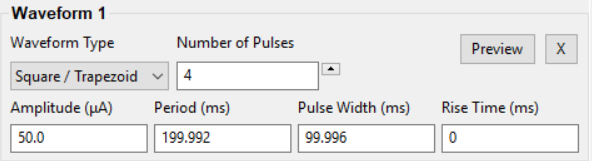 Waveform 1
Waveform Type Number of Pulses
Preview X
Square / Trapezoid 4
Amplitude (µA) Period (ms) Pulse Width (ms) Rise Time (ms)
50.0 199.992 99.996 0